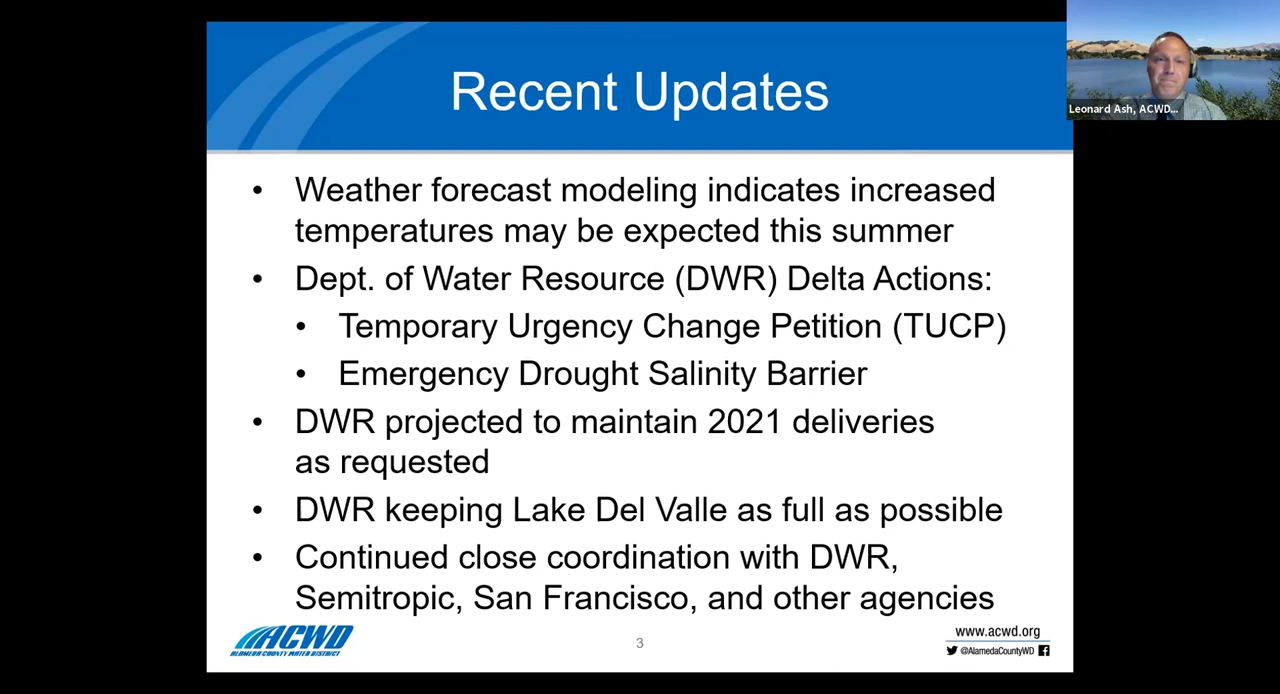 Recent Updates
Leonard Ash, ACWD...
• Weather forecast modeling indicates increased
temperatures may be expected this summer
• Dept. of Water Resource (DWR) Delta Actions:
• Temporary Urgency Change Petition (TUCP)
• Emergency Drought Salinity Barrier
• DWR projected to maintain 2021 deliveries
as requested
• DWR keeping Lake Del Valle as full as possible
• Continued close coordination with DWR,
Semitropic, San Francisco, and other agencies
ACWD
ALAMEDA COUNTY WATER DISTRICT
3
www.acwd.org
@AlamedaCountyWD